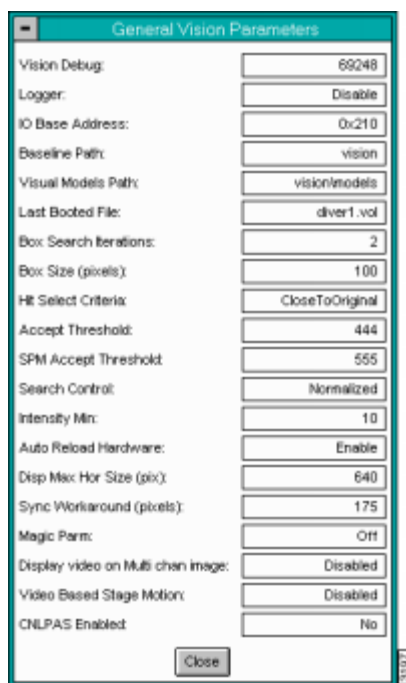 General Vision Parameters
Vision Debug: 69248
Logger: Disable
IO Base Address: 0x210
Baseline Path: vision
Visual Models Path: vision\models
Last Booted File: diver1.vol
Box Search Iterations: 2
Box Size (pixels): 100
Hit Select Criteria: CloseToOriginal
Accept Threshold: 444
SPM Accept Threshold: 555
Search Control: Normalized
Intensity Min: 10
Auto Reload Hardware: Enable
Disp Max Hor Size (pix): 640
Sync Workaround (pixels): 175
Magic Parm: Off
Display video on Multi chan image: Disabled
Video Based Stage Motion: Disabled
CNLPAS Enabled: No
Close